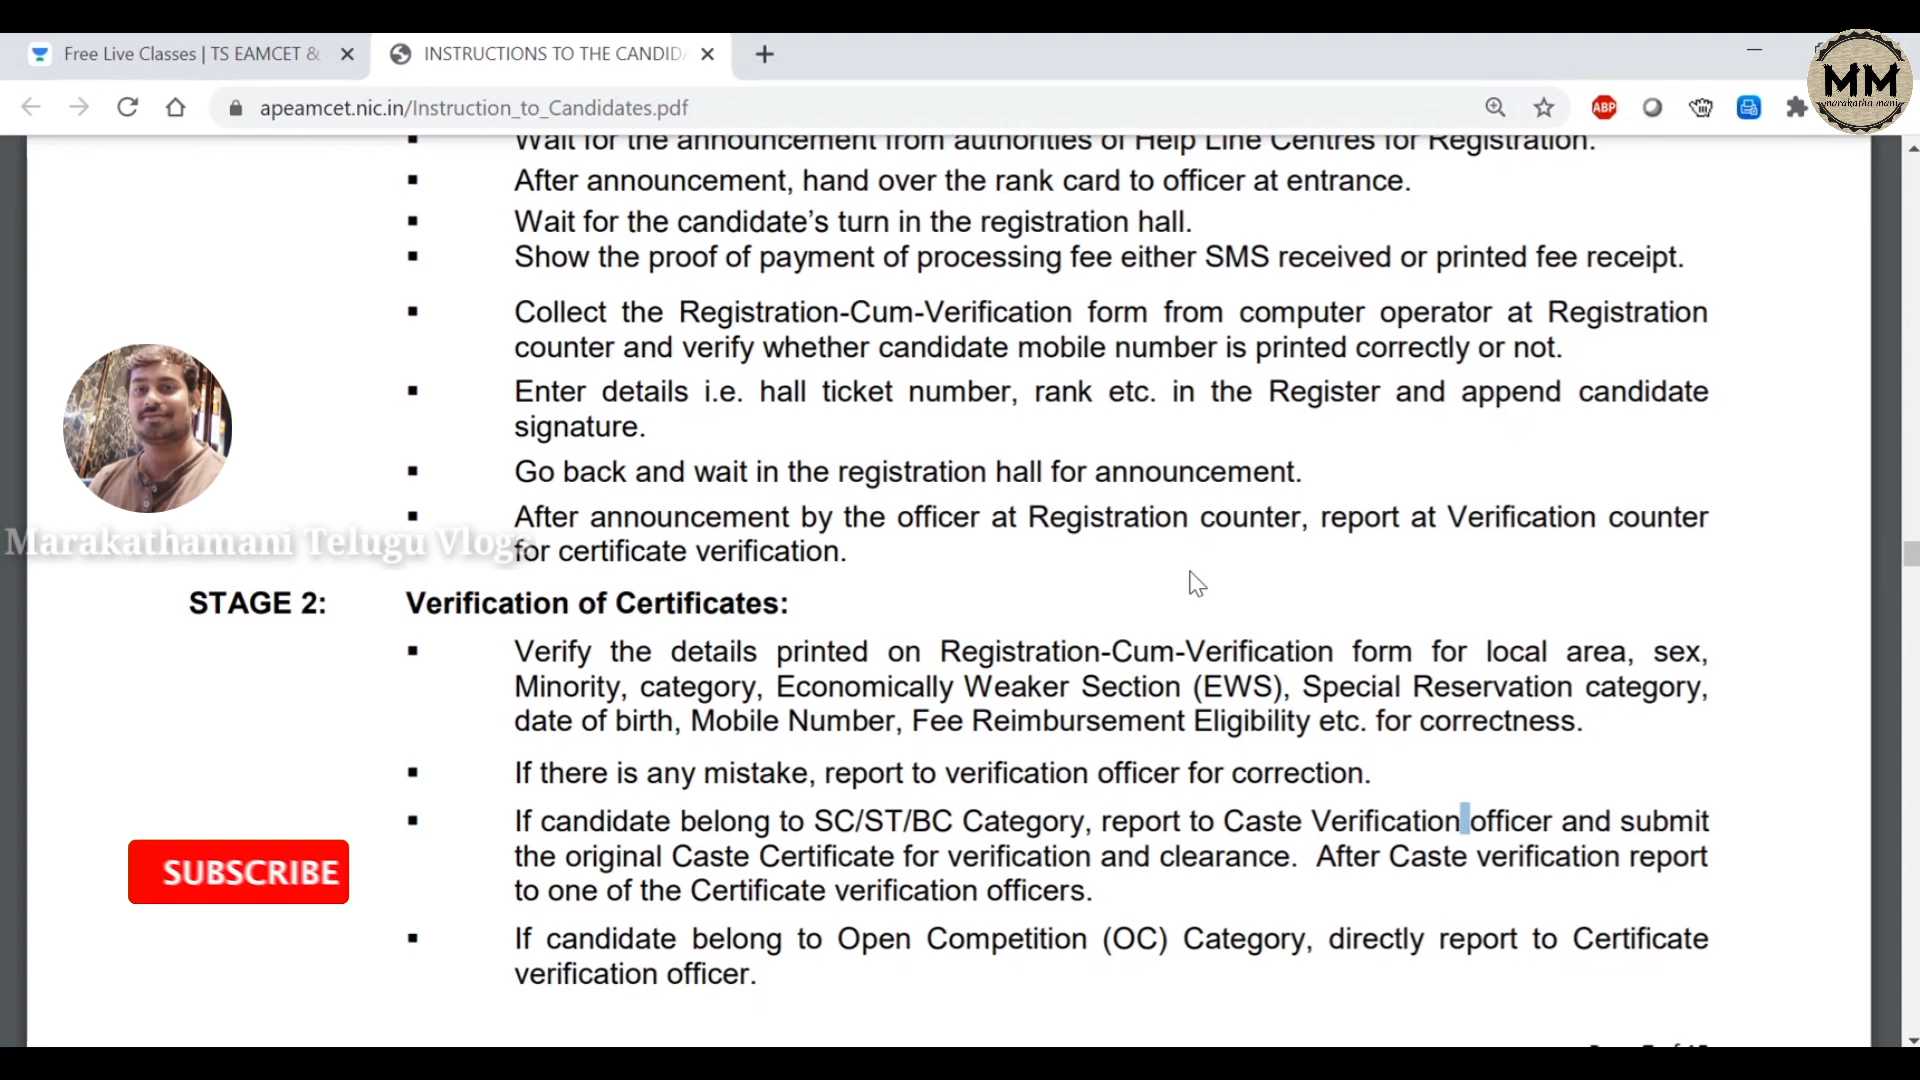 Free Live Classes | TS EAMCET &
INSTRUCTIONS TO THE CANDID
MM
marakatha mani
apeamcet.nic.in/Instruction_to_Candidates.pdf
ABP
Wait for the announcement from authorities of Help Line Centres for Registration.
After announcement, hand over the rank card to officer at entrance.
Wait for the candidate’s turn in the registration hall.
Show the proof of payment of processing fee either SMS received or printed fee receipt.
Collect the Registration-Cum-Verification form from computer operator at Registration
counter and verify whether candidate mobile number is printed correctly or not.
Enter details i.e. hall ticket number, rank etc. in the Register and append candidate
signature.
Go back and wait in the registration hall for announcement.
After announcement by the officer at Registration counter, report at Verification counter
for certificate verification.
Marakathamani Telugu Vlogs
STAGE 2: Verification of Certificates:
Verify the details printed on Registration-Cum-Verification form for local area, sex,
Minority, category, Economically Weaker Section (EWS), Special Reservation category,
date of birth, Mobile Number, Fee Reimbursement Eligibility etc. for correctness.
If there is any mistake, report to verification officer for correction.
If candidate belong to SC/ST/BC Category, report to Caste Verification officer and submit
the original Caste Certificate for verification and clearance. After Caste verification report
to one of the Certificate verification officers.
SUBSCRIBE
If candidate belong to Open Competition (OC) Category, directly report to Certificate
verification officer.